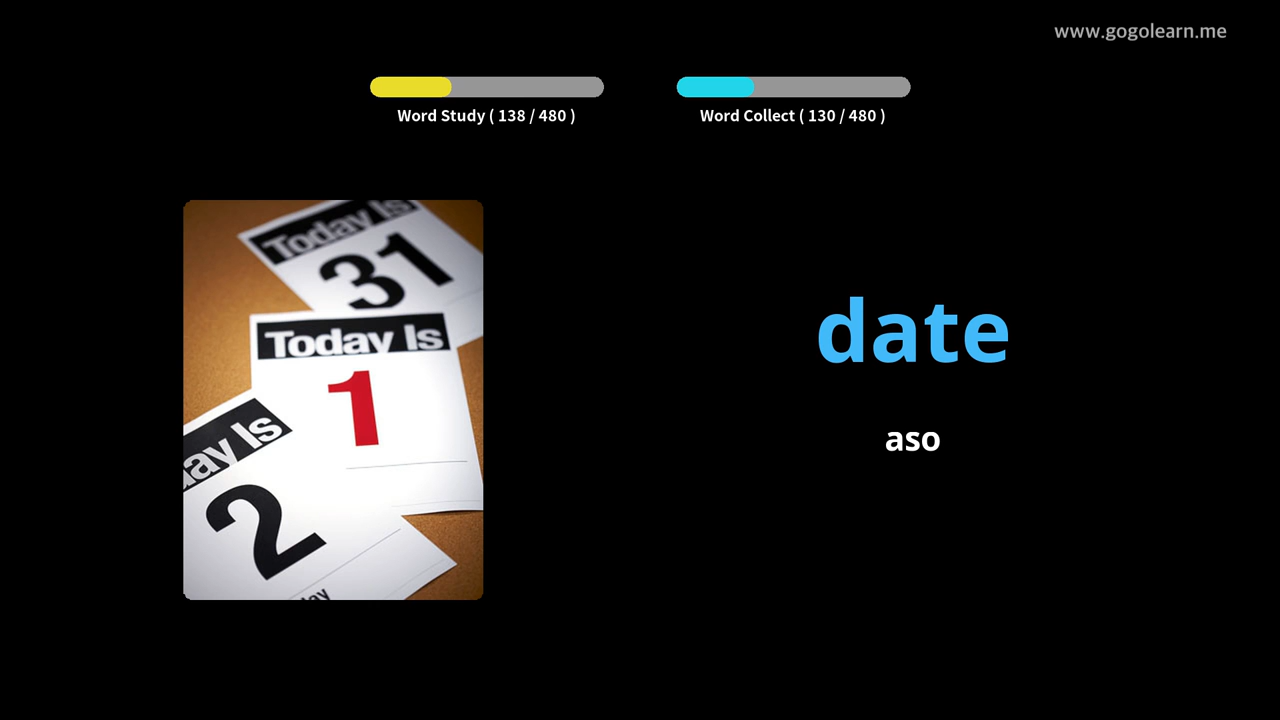 www.gogolearn.me
Word Study ( 138 / 480 )
Word Collect ( 130 / 480 )
Today Is
31
Today Is
1
day Is
2
date
aso